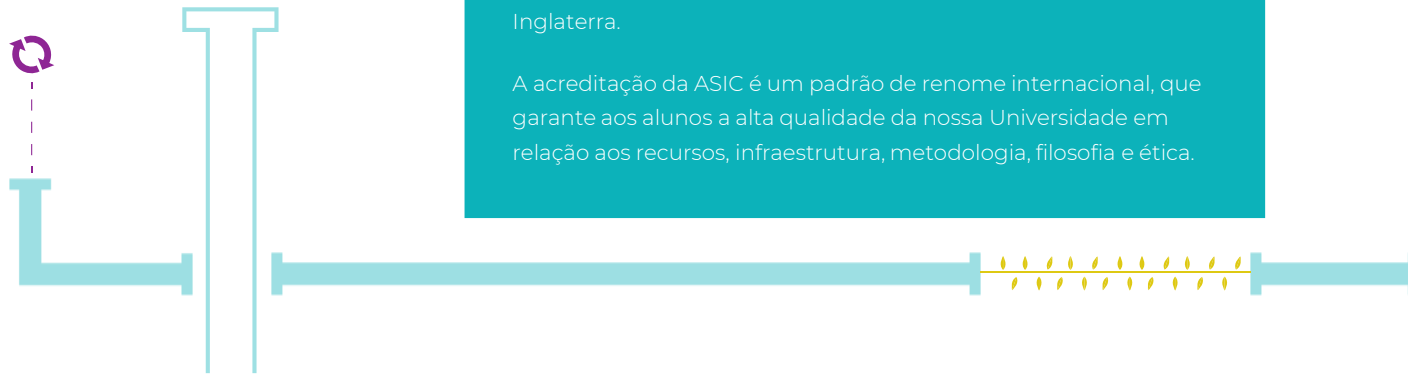 Inglaterra.
A acreditação da ASIC é um padrão de renome internacional, que
garante aos alunos a alta qualidade da nossa Universidade em
relação aos recursos, infraestrutura, metodologia, filosofia e ética.